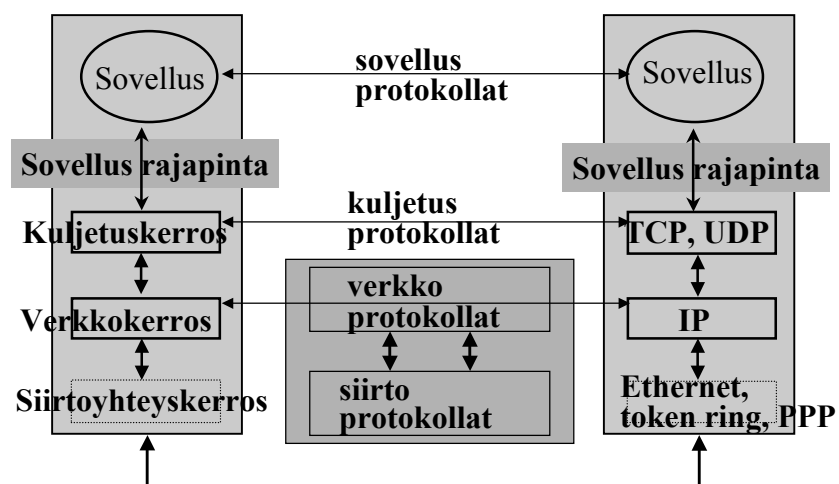 Sovellus
sovellus
protokollat
Sovellus
Sovellus rajapinta
Sovellus rajapinta
kuljetus
protokollat
Kuljetuskerros
TCP, UDP
verkko
protokollat
Verkkokerros
IP
siirto
protokollat
Siirtoyhteyskerros
Ethernet,
token ring, PPP